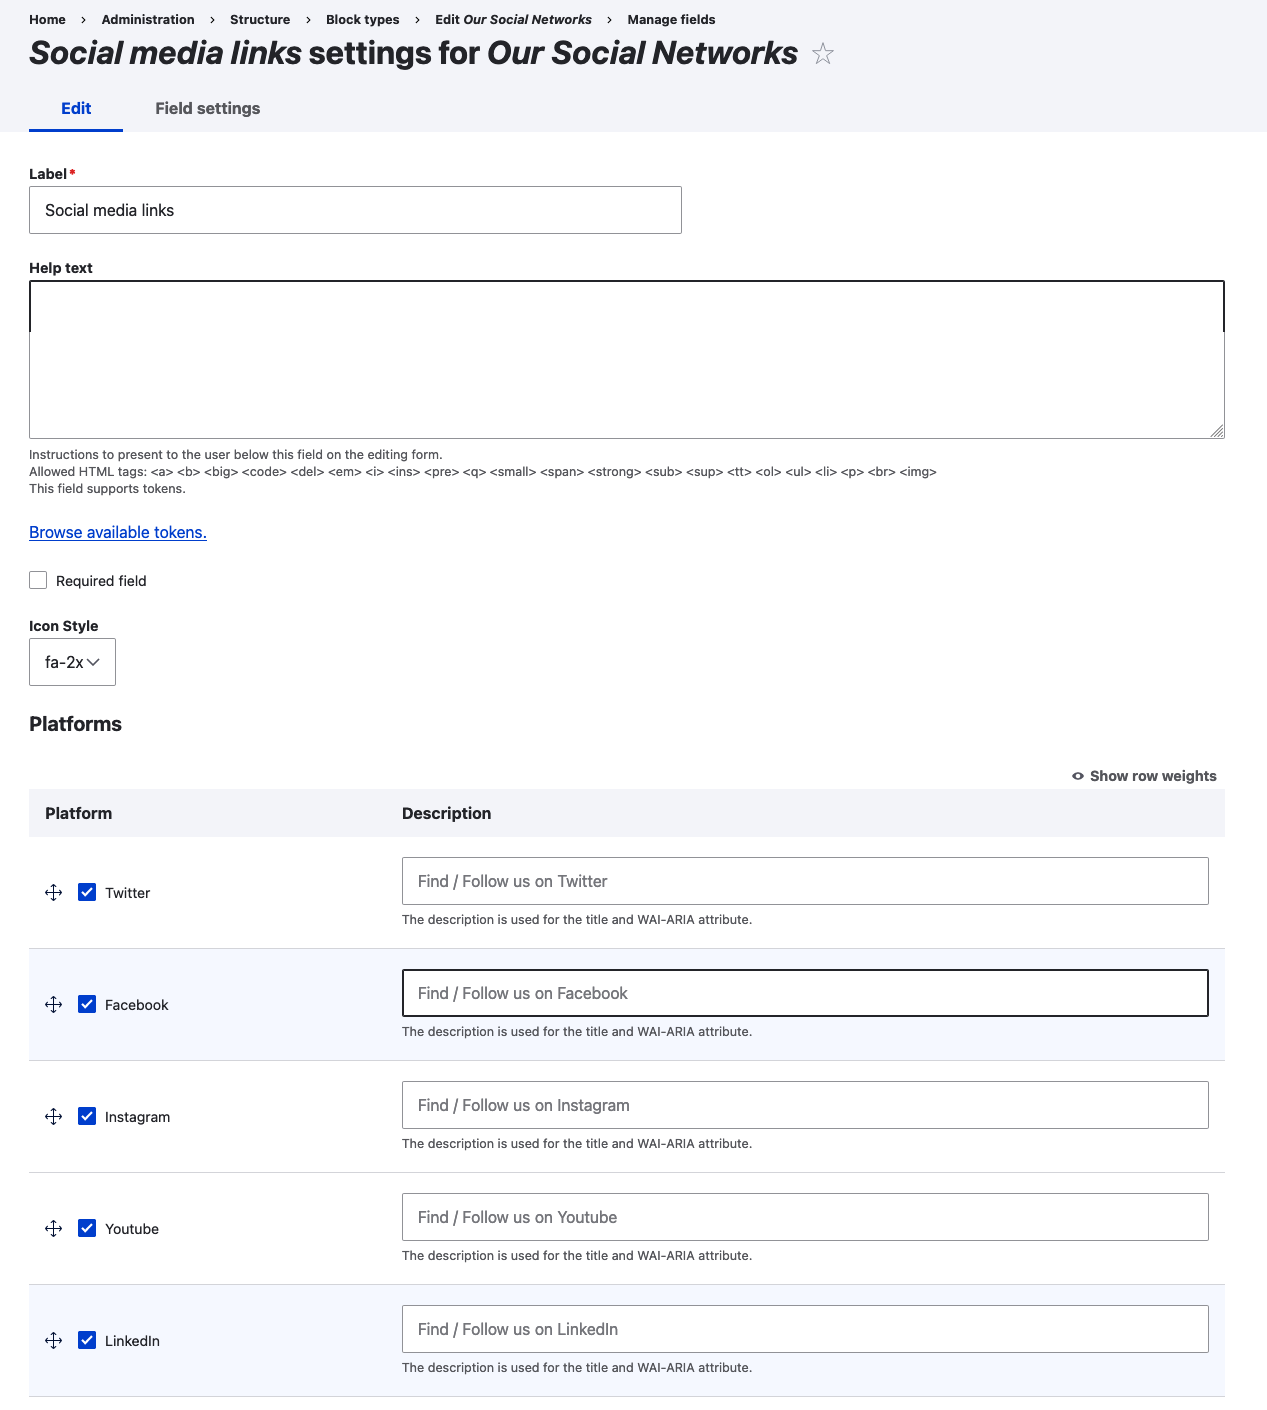 Home > Administration > Structure > Block types > Edit Our Social Networks > Manage fields
Social media links settings for Our Social Networks
Edit Field settings
Label*
Social media links
Help text
Instructions to present to the user below this field on the editing form.
Allowed HTML tags: <a> <b> <big> <code> <del> <em> <i> <ins> <pre> <q> <small> <span> <strong> <sub> <sup> <tt> <ol> <ul> <li> <p> <br> <img>
This field supports tokens.
Browse available tokens.
Required field
Icon Style
fa-2x
Platforms
Show row weights
Platform Description
Find / Follow us on Twitter
Twitter
The description is used for the title and WAI-ARIA attribute.
Find / Follow us on Facebook
Facebook
The description is used for the title and WAI-ARIA attribute.
Find / Follow us on Instagram
Instagram
The description is used for the title and WAI-ARIA attribute.
Find / Follow us on Youtube
Youtube
The description is used for the title and WAI-ARIA attribute.
Find / Follow us on LinkedIn
LinkedIn
The description is used for the title and WAI-ARIA attribute.